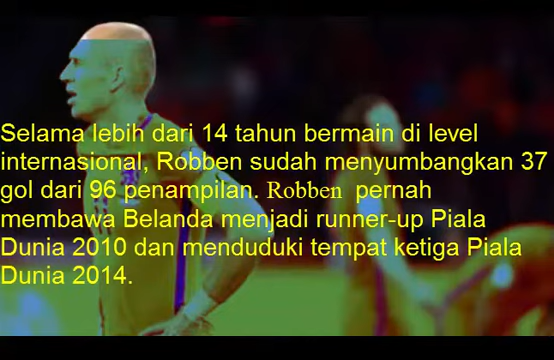 Selama lebih dari 14 tahun bermain di level
internasional, Robben sudah menyumbangkan 37
gol dari 96 penampilan. Robben pernah
membawa Belanda menjadi runner-up Piala
Dunia 2010 dan menduduki tempat ketiga Piala
Dunia 2014.